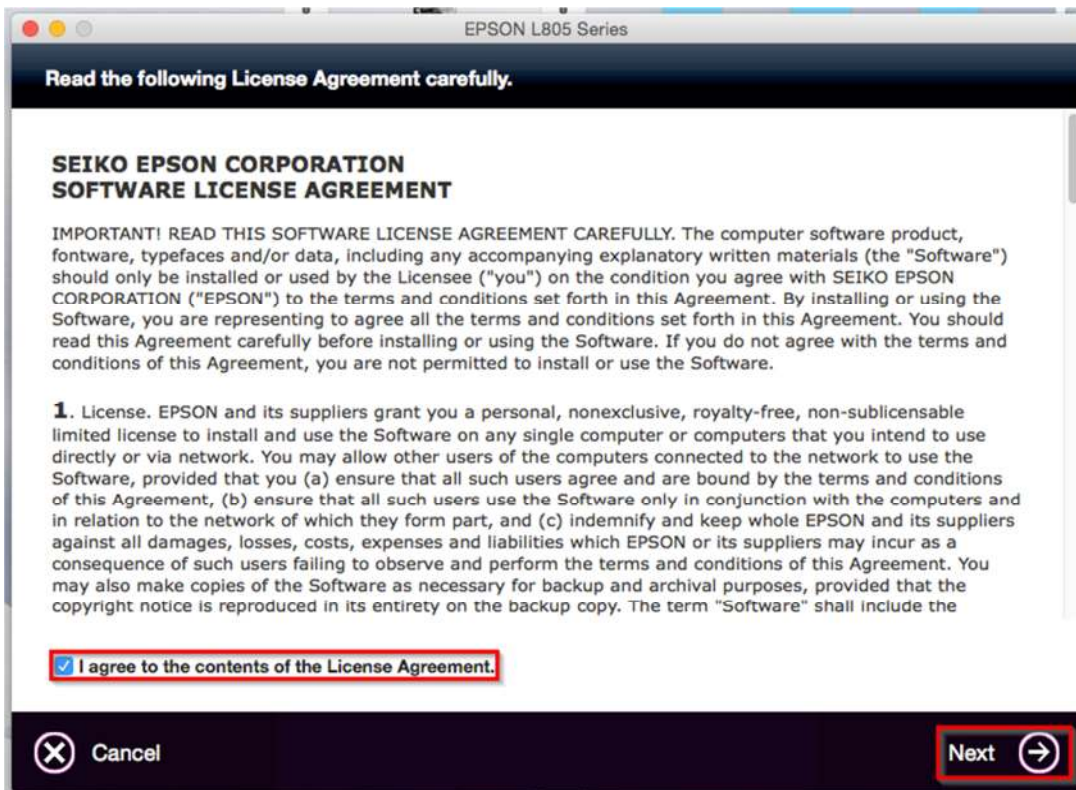 EPSON L805 Series
Read the following License Agreement carefully.
SEIKO EPSON CORPORATION
SOFTWARE LICENSE AGREEMENT
IMPORTANT! READ THIS SOFTWARE LICENSE AGREEMENT CAREFULLY. The computer software product,
fontware, typefaces and/or data, including any accompanying explanatory written materials (the "Software")
should only be installed or used by the Licensee ("you") on the condition you agree with SEIKO EPSON
CORPORATION ("EPSON") to the terms and conditions set forth in this Agreement. By installing or using the
Software, you are representing to agree all the terms and conditions set forth in this Agreement. You should
read this Agreement carefully before installing or using the Software. If you do not agree with the terms and
conditions of this Agreement, you are not permitted to install or use the Software.
1. License. EPSON and its suppliers grant you a personal, nonexclusive, royalty-free, non-sublicensable
limited license to install and use the Software on any single computer or computers that you intend to use
directly or via network. You may allow other users of the computers connected to the network to use the
Software, provided that you (a) ensure that all such users agree and are bound by the terms and conditions
of this Agreement, (b) ensure that all such users use the Software only in conjunction with the computers and
in relation to the network of which they form part, and (c) indemnify and keep whole EPSON and its suppliers
against all damages, losses, costs, expenses and liabilities which EPSON or its suppliers may incur as a
consequence of such users failing to observe and perform the terms and conditions of this Agreement. You
may also make copies of the Software as necessary for backup and archival purposes, provided that the
copyright notice is reproduced in its entirety on the backup copy. The term "Software" shall include the
I agree to the contents of the License Agreement.
Cancel
Next